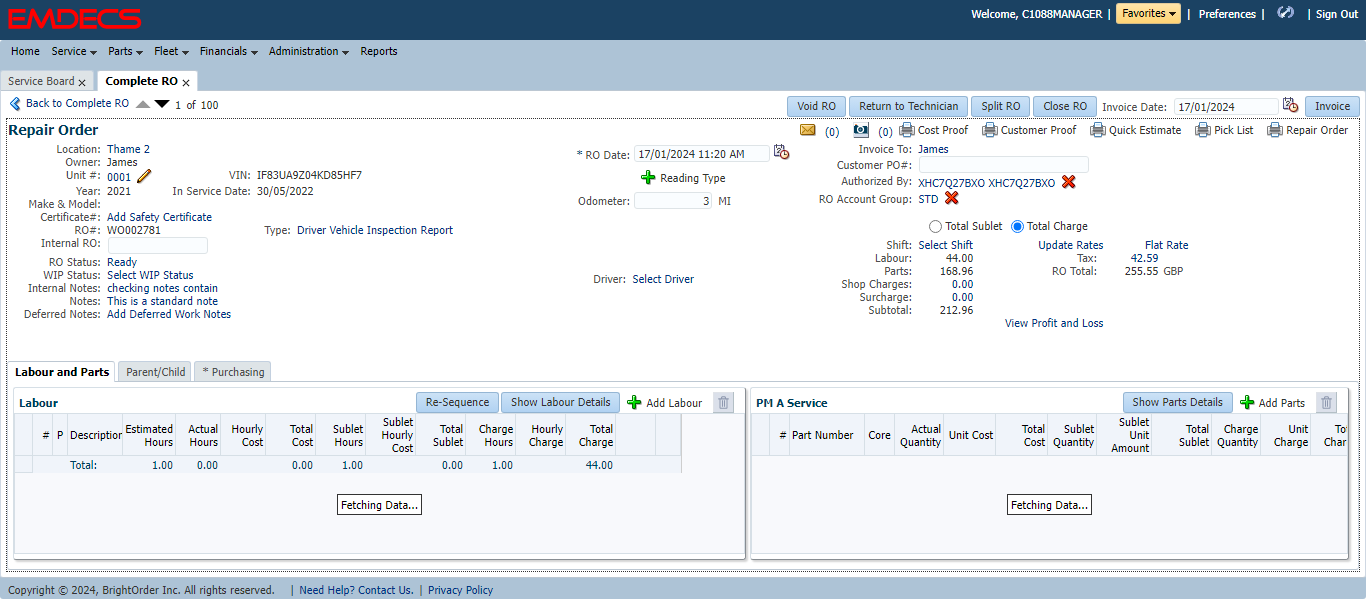 EMDECS
Welcome, C1088MANAGER | Favorites | Preferences | | Sign Out
Home Service Parts Fleet Financials Administration Reports
Service Board x Complete RO x
Back to Complete RO 1 of 100
Void RO Return to Technician Split RO Close RO Invoice Date: 17/01/2024 Invoice
Repair Order
(0) (0) Cost Proof Customer Proof Quick Estimate Pick List Repair Order
Location: Thame 2
Owner: James
Unit #: 0001 VIN: IF83UA9Z04KD85HF7
Year: 2021 In Service Date: 30/05/2022
Make & Model:
Certificate#: Add Safety Certificate
RO#: WO002781 Type: Driver Vehicle Inspection Report
Internal RO:
RO Status: Ready
WIP Status: Select WIP Status
Internal Notes: checking notes contain
Notes: This is a standard note
Deferred Notes: Add Deferred Work Notes
* RO Date: 17/01/2024 11:20 AM
Reading Type
Odometer: 3 MI
Driver: Select Driver
Invoice To: James
Customer PO#:
Authorized By: XHC7Q27BXO XHC7Q27BXO
RO Account Group: STD
Total Sublet Total Charge
Shift: Select Shift Update Rates Flat Rate
Labour: 44.00 Tax: 42.59
Parts: 168.96 RO Total: 255.55 GBP
Shop Charges: 0.00
Surcharge: 0.00
Subtotal: 212.96
View Profit and Loss
Labour and Parts Parent/Child * Purchasing
Labour Re-Sequence Show Labour Details Add Labour
# P Description Estimated Hours Actual Hours Hourly Cost Total Cost Sublet Hours Sublet Hourly Cost Total Sublet Charge Hours Hourly Charge Total Charge
Total: 1.00 0.00 0.00 1.00 0.00 1.00 44.00
Fetching Data...
PM A Service Show Parts Details Add Parts
# Part Number Core Actual Quantity Unit Cost Total Cost Sublet Quantity Sublet Unit Amount Total Sublet Charge Quantity Unit Charge
Fetching Data...
Copyright © 2024, BrightOrder Inc. All rights reserved. | Need Help? Contact Us. | Privacy Policy